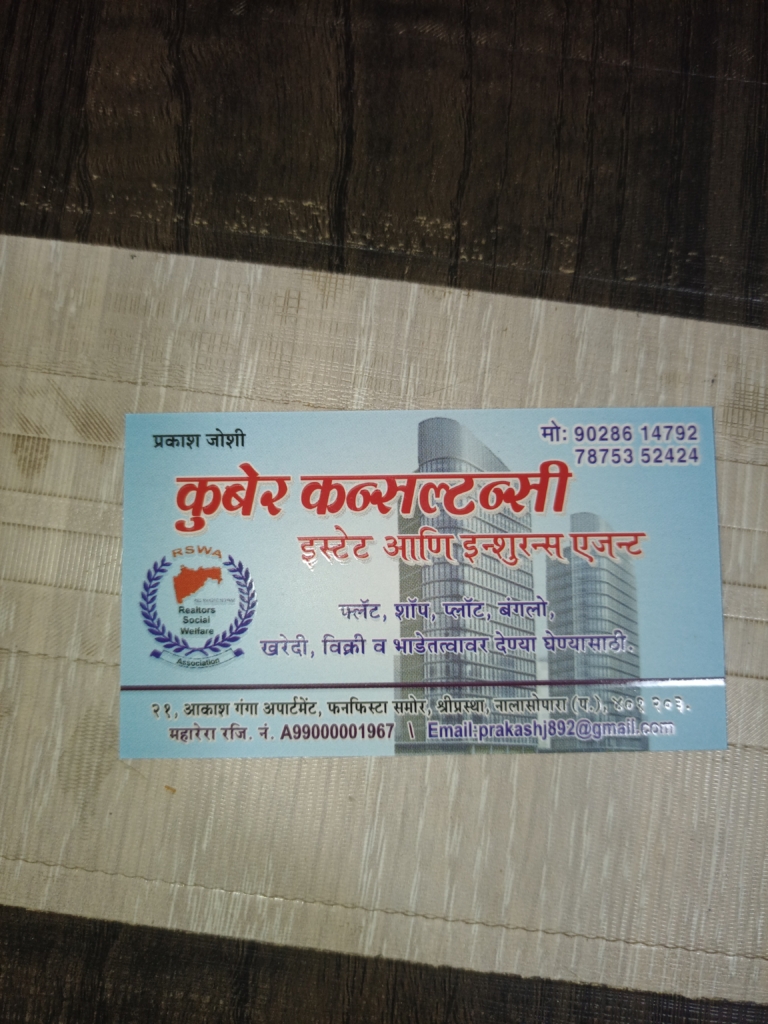 प्रकाश जोशी
मो: 90286 14792
78753 52424
कुबेर कन्सल्टन्सी
इस्टेट आणि इन्शुरन्स एजन्ट
RSWA
Realtors
Social
Welfare
Association
फ्लॅट, शॉप, प्लॉट, बंगलो,
खरेदी, विक्री व भाडेतत्वावर देण्या घेण्यासाठी.
२१, आकाश गंगा अपार्टमेंट, फनफिस्टा समोर, श्रीप्रस्था, नालासोपारा (प.), ४०१ २०३.
महारेरा रजि. नं. A99000001967 \ Email:prakashj892@gmail.com